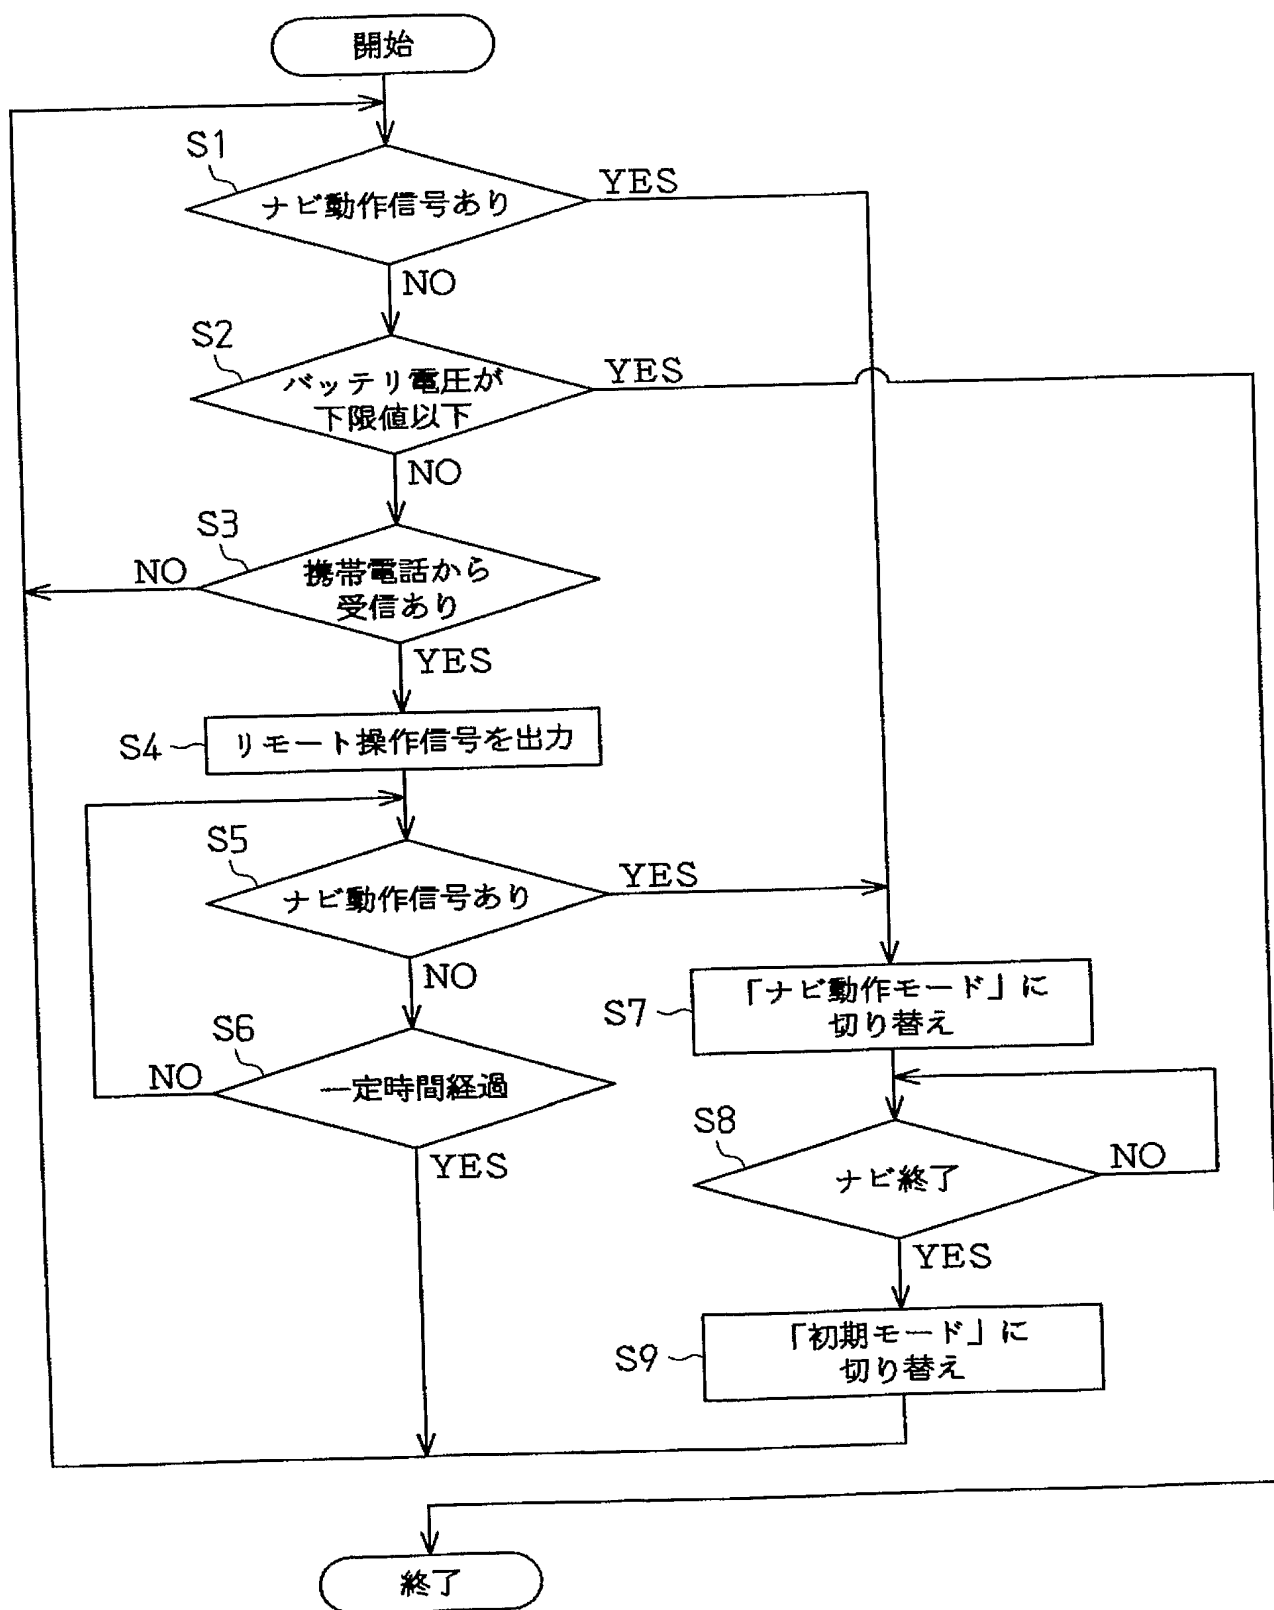 開始
S1
ナビ動作信号あり
YES
NO
S2
バッテリ電圧が
下限値以下
YES
NO
S3
携帯電話から
受信あり
NO
YES
S4
リモート操作信号を出力
S5
ナビ動作信号あり
YES
NO
S6
一定時間経過
NO
YES
S7
「ナビ動作モード」に
切り替え
S8
ナビ終了
NO
YES
S9
「初期モード」に
切り替え
終了